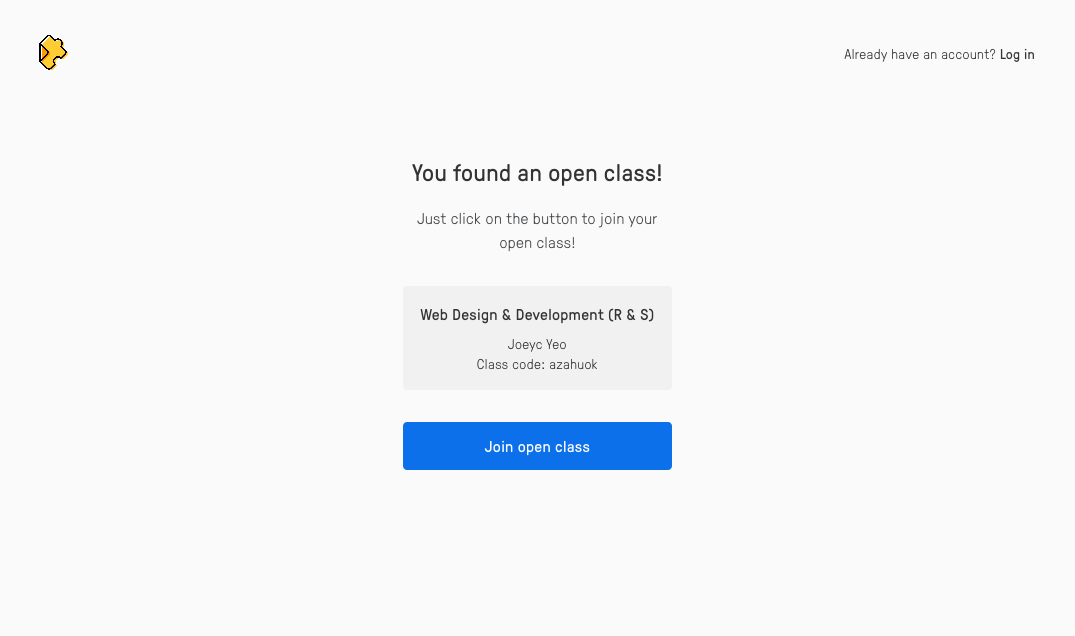 Already have an account? Log in
You found an open class!
Just click on the button to join your
open class!
Web Design & Development (R & S)
Joeyc Yeo
Class code: azahuok
Join open class